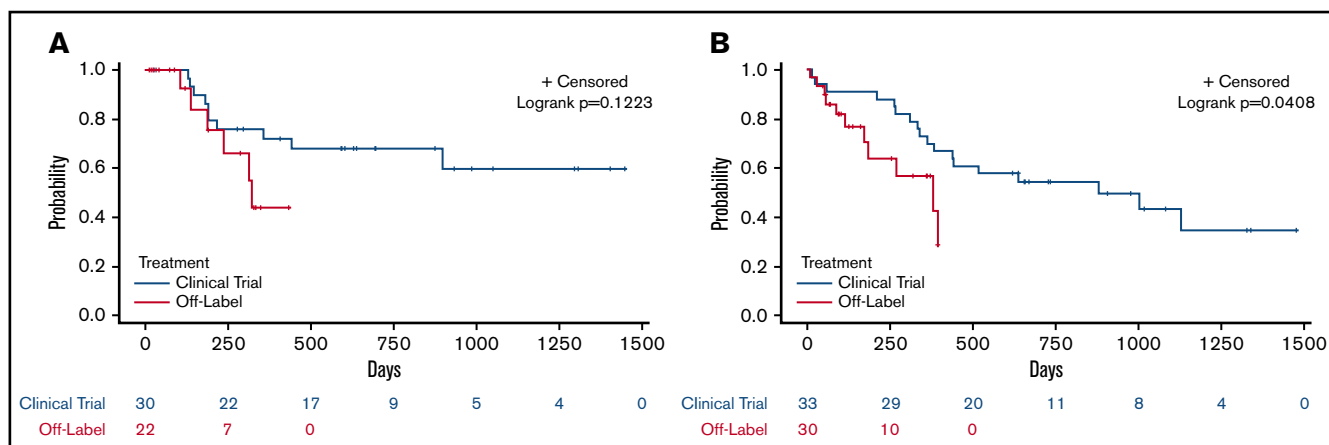 A
1.0
0.8
0.6
0.4
0.2
0.0
Probability
+ Censored
Logrank p=0.1223
Treatment
Clinical Trial
Off-Label
0 250 500 750 1000 1250 1500
Days
Clinical Trial 30 22 17 9 5 4 0
Off-Label 22 7 0
B
1.0
0.8
0.6
0.4
0.2
0.0
Probability
+ Censored
Logrank p=0.0408
Treatment
Clinical Trial
Off-Label
0 250 500 750 1000 1250 1500
Days
Clinical Trial 33 29 20 11 8 4 0
Off-Label 30 10 0